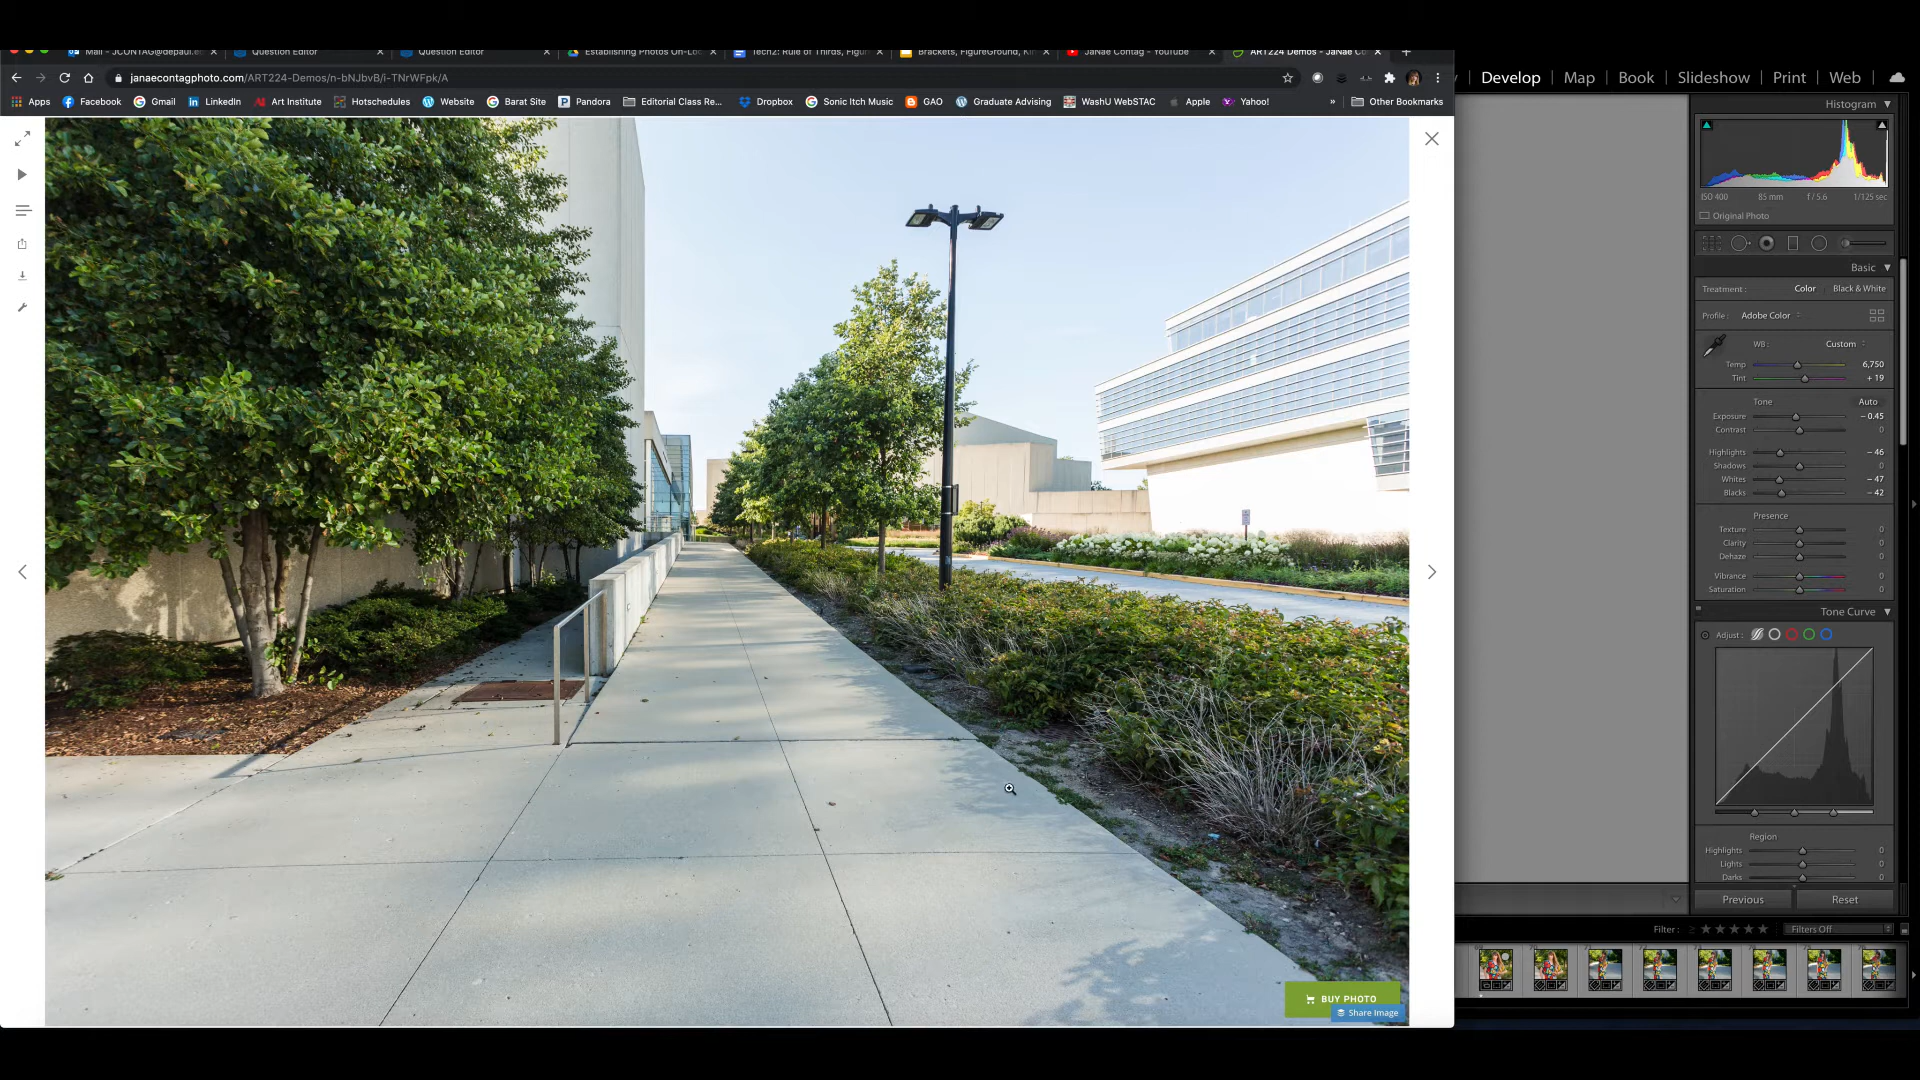 Mail - JCONTAG@depaul.e
Question Editor
Question Editor
Establishing Photos On-Lo
Tech2: Rule of Thirds, Figu
Brackets, FigureGround, K
JaNae Contag - YouTube
ART224 Demos - JaNae Co
janaecontagphoto.com/ART224-Demos/n-bNJbvB/i-TNrWFpk/A
Apps Facebook Gmail LinkedIn Art Institute Hotschedules Website Barat Site Pandora Editorial Class Re... Dropbox Sonic Itch Music GAO Graduate Advising WashU WebSTAC Apple Yahoo! » Other Bookmarks
Develop | Map | Book | Slideshow | Print | Web
Histogram
ISO 400 85 mm f / 5.6 1/125 sec
Original Photo
Basic
Treatment : Color Black & White
Profile : Adobe Color
WB : Custom
Temp 6,750
Tint + 19
Tone Auto
Exposure − 0.45
Contrast 0
Highlights − 46
Shadows 0
Whites − 47
Blacks − 42
Presence
Texture 0
Clarity 0
Dehaze 0
Vibrance 0
Saturation 0
Tone Curve
Adjust :
Region
Highlights 0
Lights 0
Darks 0
Previous Reset
Filter : Filters Off
BUY PHOTO
Share Image